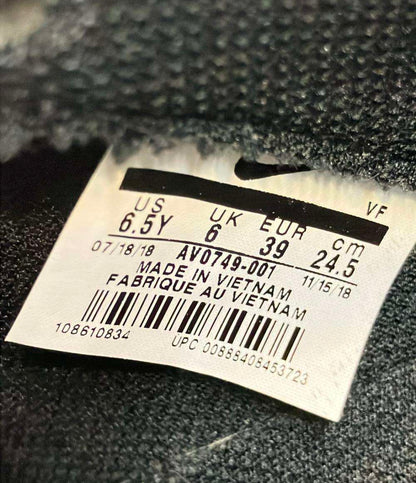 VF
US UK EUR cm
6.5Y 6 39 24.5
07/18/18 AV0749-001 11/15/18
MADE IN VIETNAM
FABRIQUE AU VIETNAM
108610834 UPC 00888408453723